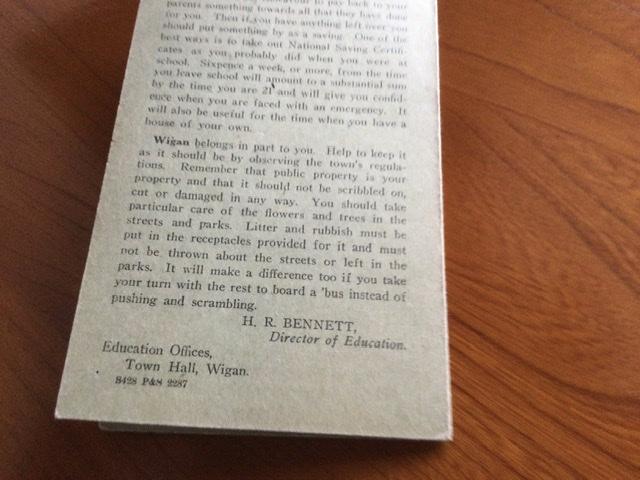 to pay back to your
parents something towards all that they have done
for you. Then if you have anything left over you
should put something by as a saving. One of the
best ways is to take out National Saving Certifi-
cates as you probably did when you were at
school. Sixpence a week, or more, from the time
you leave school will amount to a substantial sum
by the time you are 21 and will give you confid-
ence when you are faced with an emergency. It
will also be useful for the time when you have a
house of your own.
Wigan belongs in part to you. Help to keep it
as it should be by observing the town's regula-
tions. Remember that public property is your
property and that it should not be scribbled on,
cut or damaged in any way. You should take
particular care of the flowers and trees in the
streets and parks. Litter and rubbish must be
put in the receptacles provided for it and must
not be thrown about the streets or left in the
parks. It will make a difference too if you take
your turn with the rest to board a 'bus instead of
pushing and scrambling.
H. R. BENNETT,
Director of Education.
Education Offices,
Town Hall, Wigan.
8428 P&S 2287